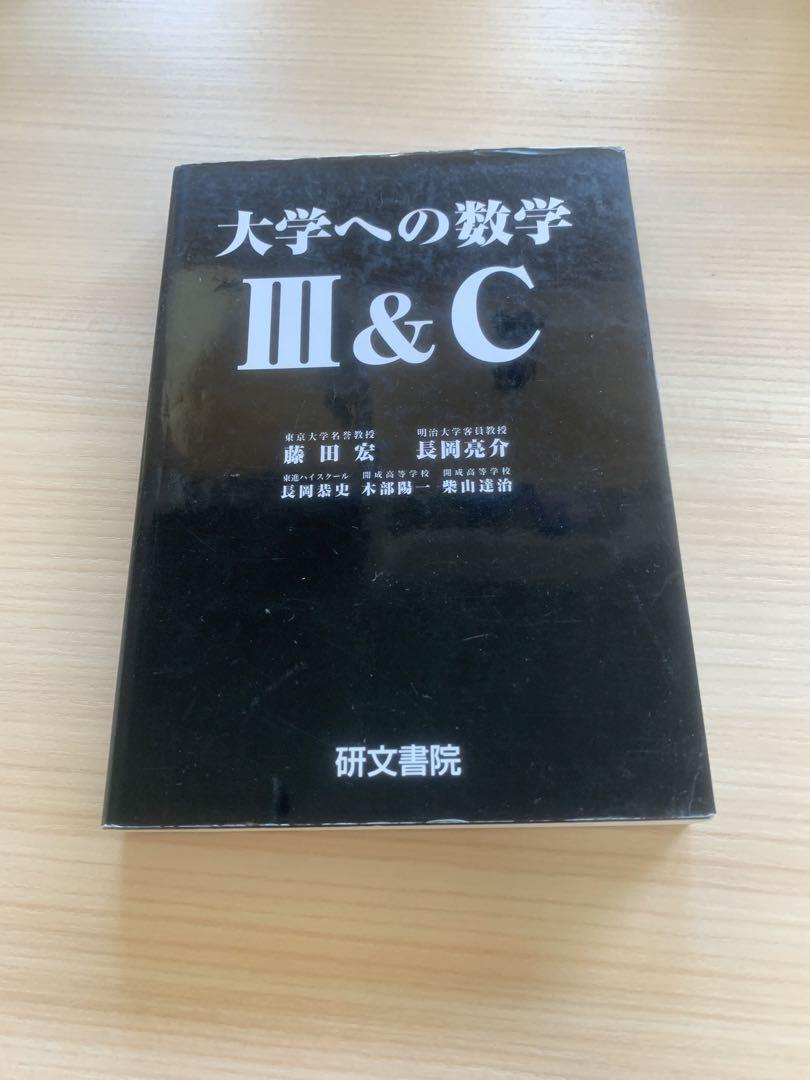 大学への数学
Ⅲ&C
東京大学名誉教授 明治大学客員教授
藤田宏 長岡亮介
東進ハイスクール 開成高等学校 開成高等学校
長岡恭史 木部陽一 柴山達治
研文書院